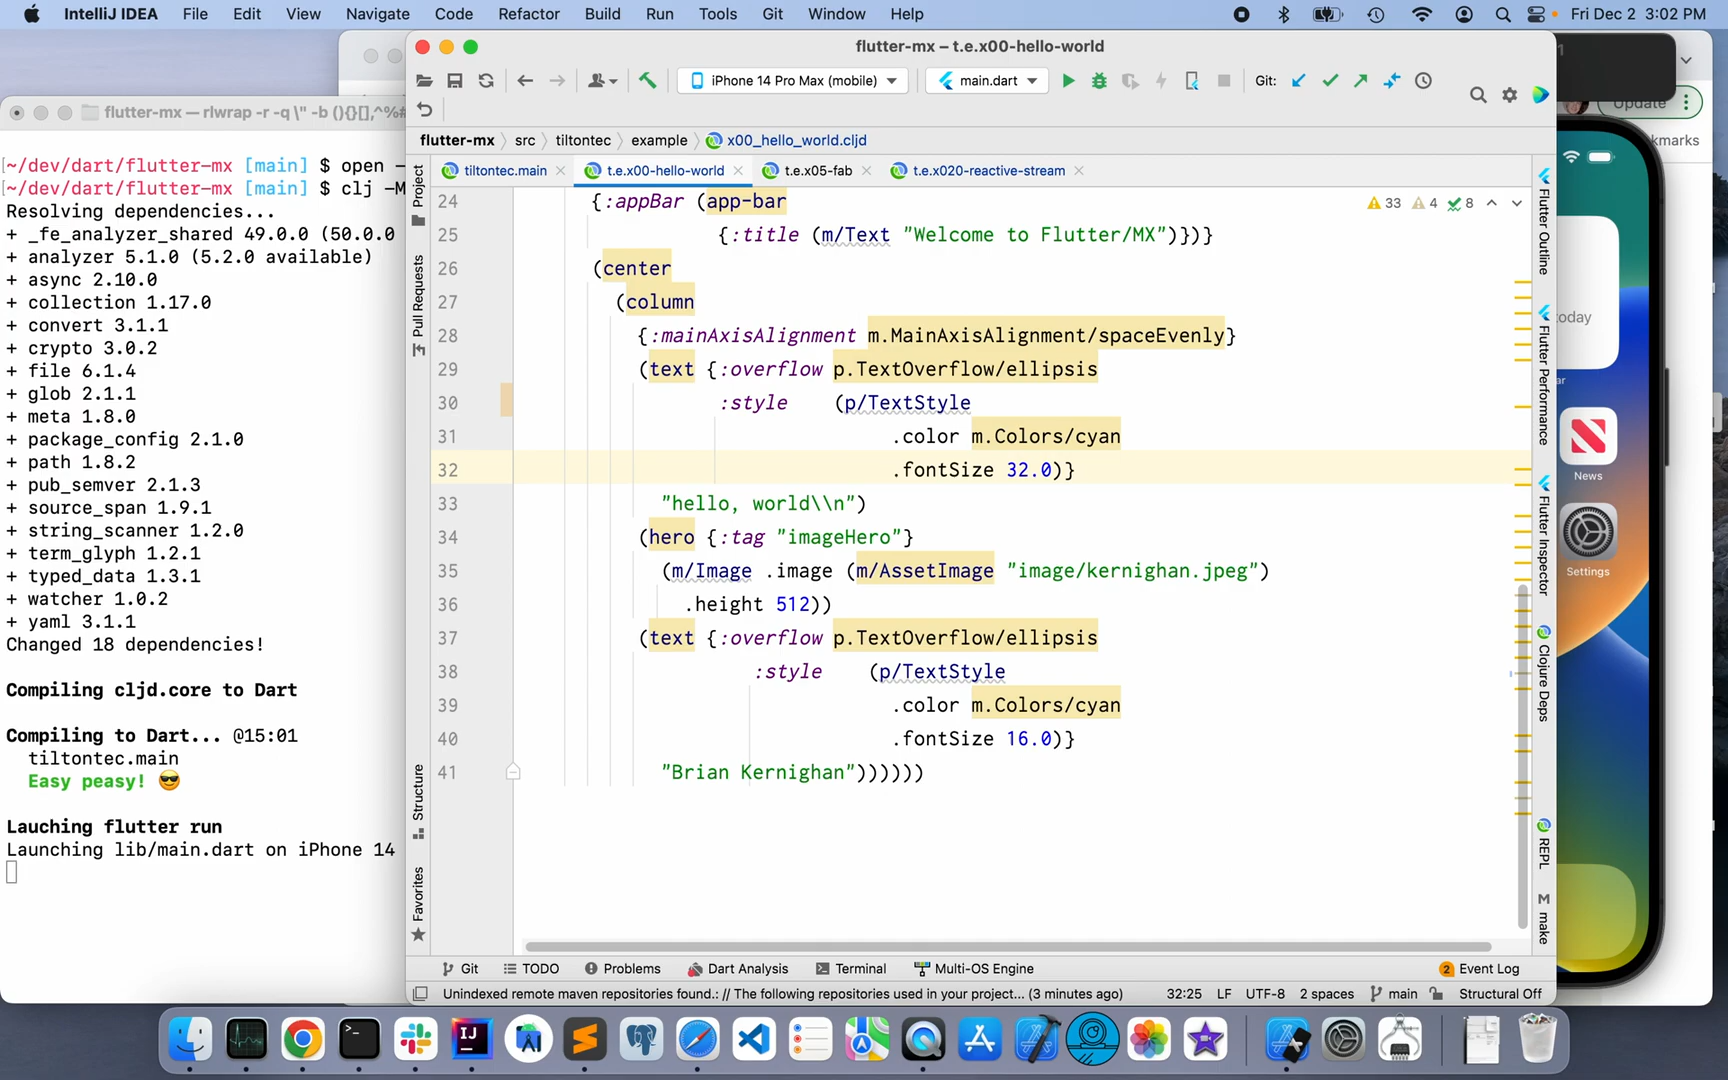 IntelliJ IDEA File Edit View Navigate Code Refactor Build Run Tools Git Window Help Fri Dec 2 3:02 PM
flutter-mx – t.e.x00-hello-world
iPhone 14 Pro Max (mobile) main.dart Git:
flutter-mx — rlwrap -r -q \" -b (){}[],^%#
Update
flutter-mx src tiltontec example x00_hello_world.cljd
kmarks
tiltontec.main t.e.x00-hello-world t.e.x05-fab t.e.x020-reactive-stream
[~/dev/dart/flutter-mx [main] $ open –
[~/dev/dart/flutter-mx [main] $ clj –M
Resolving dependencies...
+ _fe_analyzer_shared 49.0.0 (50.0.0
+ analyzer 5.1.0 (5.2.0 available)
+ async 2.10.0
+ collection 1.17.0
+ convert 3.1.1
+ crypto 3.0.2
+ file 6.1.4
+ glob 2.1.1
+ meta 1.8.0
+ package_config 2.1.0
+ path 1.8.2
+ pub_semver 2.1.3
+ source_span 1.9.1
+ string_scanner 1.2.0
+ term_glyph 1.2.1
+ typed_data 1.3.1
+ watcher 1.0.2
+ yaml 3.1.1
Changed 18 dependencies!
Compiling cljd.core to Dart
Compiling to Dart... @15:01
tiltontec.main
Easy peasy! 😎
Lauching flutter run
Launching lib/main.dart on iPhone 14
Project
Pull Requests
Structure
Favorites
33 4 8
24 {:appBar (app-bar
25 {:title (m/Text "Welcome to Flutter/MX")})}
26 (center
27 (column
28 {:mainAxisAlignment m.MainAxisAlignment/spaceEvenly}
29 (text {:overflow p.TextOverflow/ellipsis
30 :style (p/TextStyle
31 .color m.Colors/cyan
32 .fontSize 32.0)}
33 "hello, world\\n")
34 (hero {:tag "imageHero"}
35 (m/Image .image (m/AssetImage "image/kernighan.jpeg")
36 .height 512))
37 (text {:overflow p.TextOverflow/ellipsis
38 :style (p/TextStyle
39 .color m.Colors/cyan
40 .fontSize 16.0)}
41 "Brian Kernighan"))))))
Flutter Outline
Flutter Performance
Flutter Inspector
Clojure Deps
REPL
make
oday
ar
News
Settings
Git TODO Problems Dart Analysis Terminal Multi-OS Engine 2 Event Log
Unindexed remote maven repositories found.: // The following repositories used in your project... (3 minutes ago) 32:25 LF UTF-8 2 spaces main Structural Off